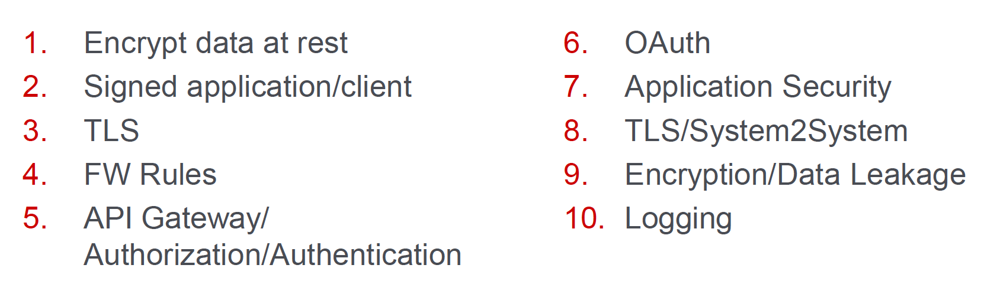 1. Encrypt data at rest
2. Signed application/client
3. TLS
4. FW Rules
5. API Gateway/
Authorization/Authentication
6. OAuth
7. Application Security
8. TLS/System2System
9. Encryption/Data Leakage
10. Logging